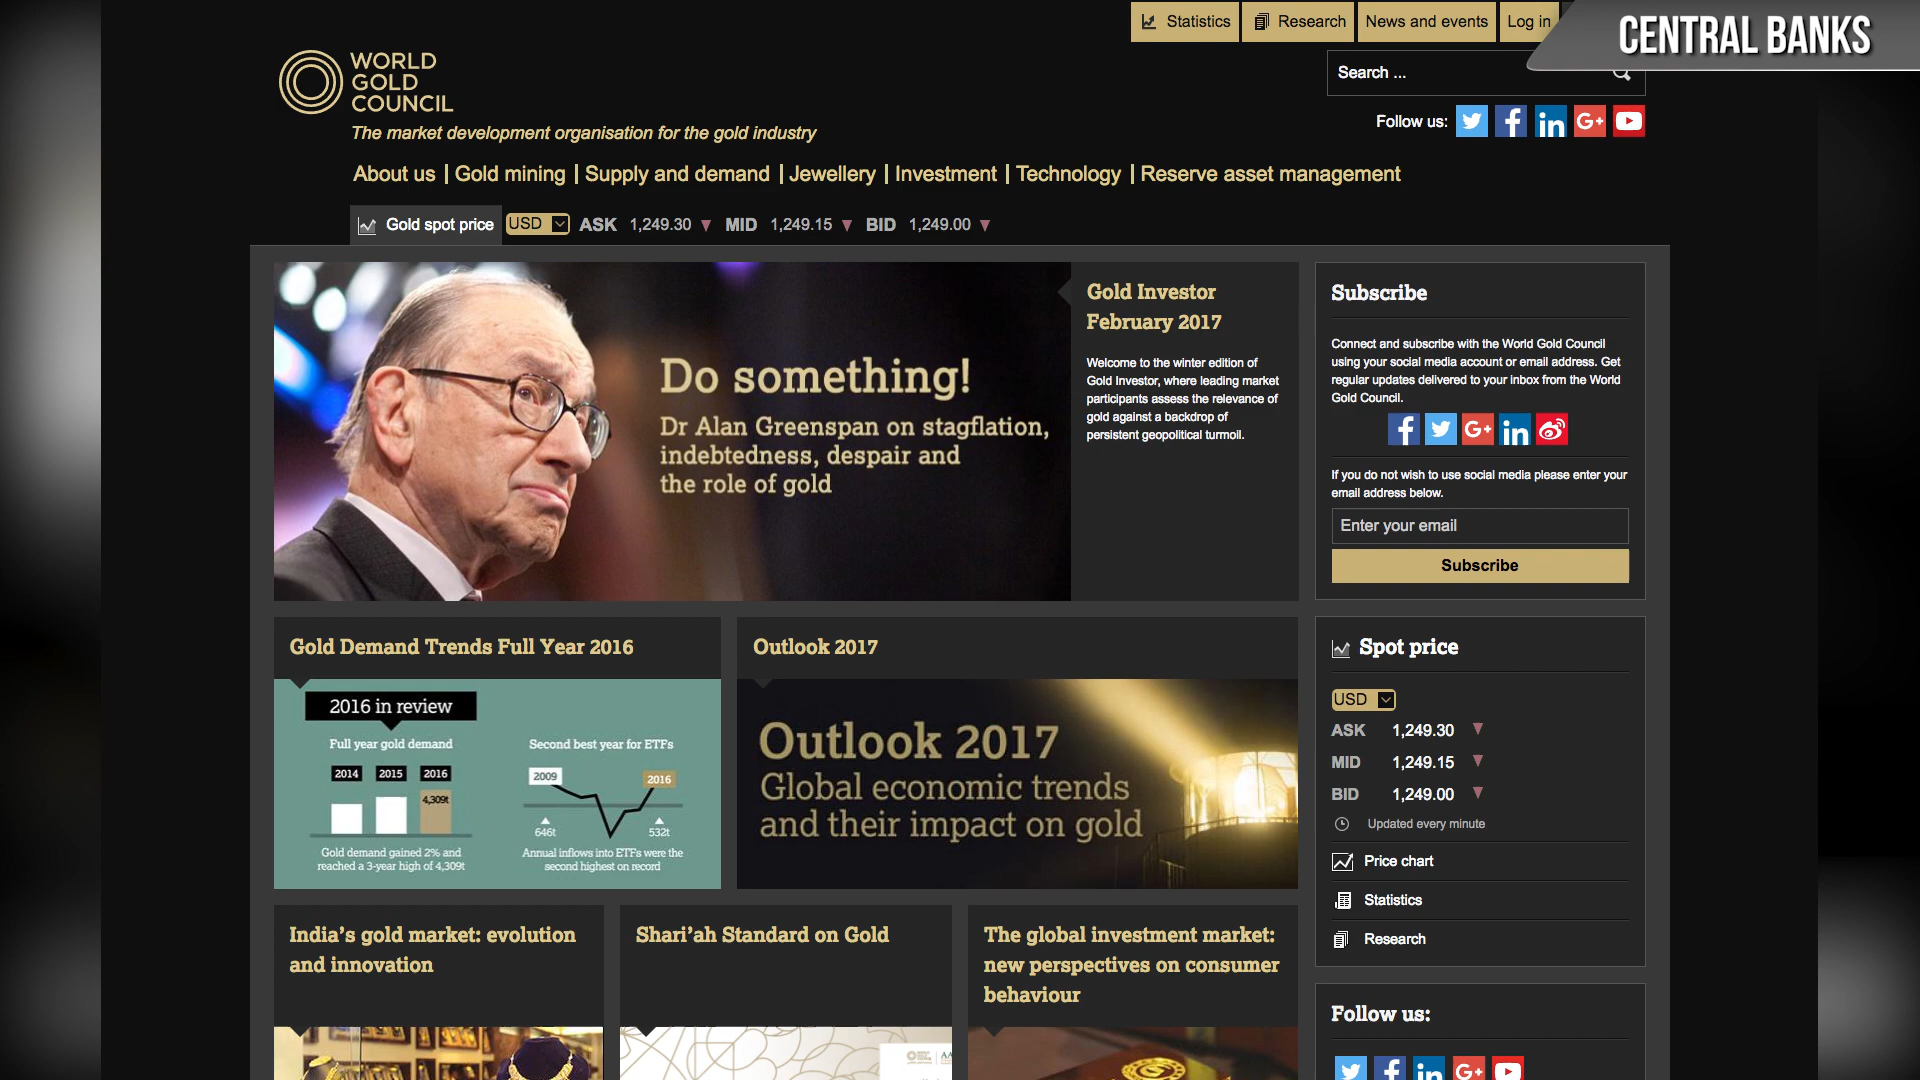 Statistics
Research
News and events
Log in
CENTRAL BANKS
WORLD
GOLD
COUNCIL
The market development organisation for the gold industry
Search ...
Follow us:
About us | Gold mining | Supply and demand | Jewellery | Investment | Technology | Reserve asset management
Gold spot price USD ASK 1,249.30 MID 1,249.15 BID 1,249.00
Do something!
Dr Alan Greenspan on stagflation,
indebtedness, despair and
the role of gold
Gold Investor
February 2017
Welcome to the winter edition of
Gold Investor, where leading market
participants assess the relevance of
gold against a backdrop of
persistent geopolitical turmoil.
Subscribe
Connect and subscribe with the World Gold Council
using your social media account or email address. Get
regular updates delivered to your inbox from the World
Gold Council.
If you do not wish to use social media please enter your
email address below.
Enter your email
Subscribe
Gold Demand Trends Full Year 2016
2016 in review
Full year gold demand
2014 2015 2016
4,309t
Gold demand gained 2% and
reached a 3-year high of 4,309t
Second best year for ETFs
2009
2016
646t
532t
Annual inflows into ETFs were the
second highest on record
Outlook 2017
Outlook 2017
Global economic trends
and their impact on gold
Spot price
USD
ASK 1,249.30
MID 1,249.15
BID 1,249.00
Updated every minute
Price chart
Statistics
Research
India's gold market: evolution
and innovation
Shari'ah Standard on Gold
The global investment market:
new perspectives on consumer
behaviour
Follow us: